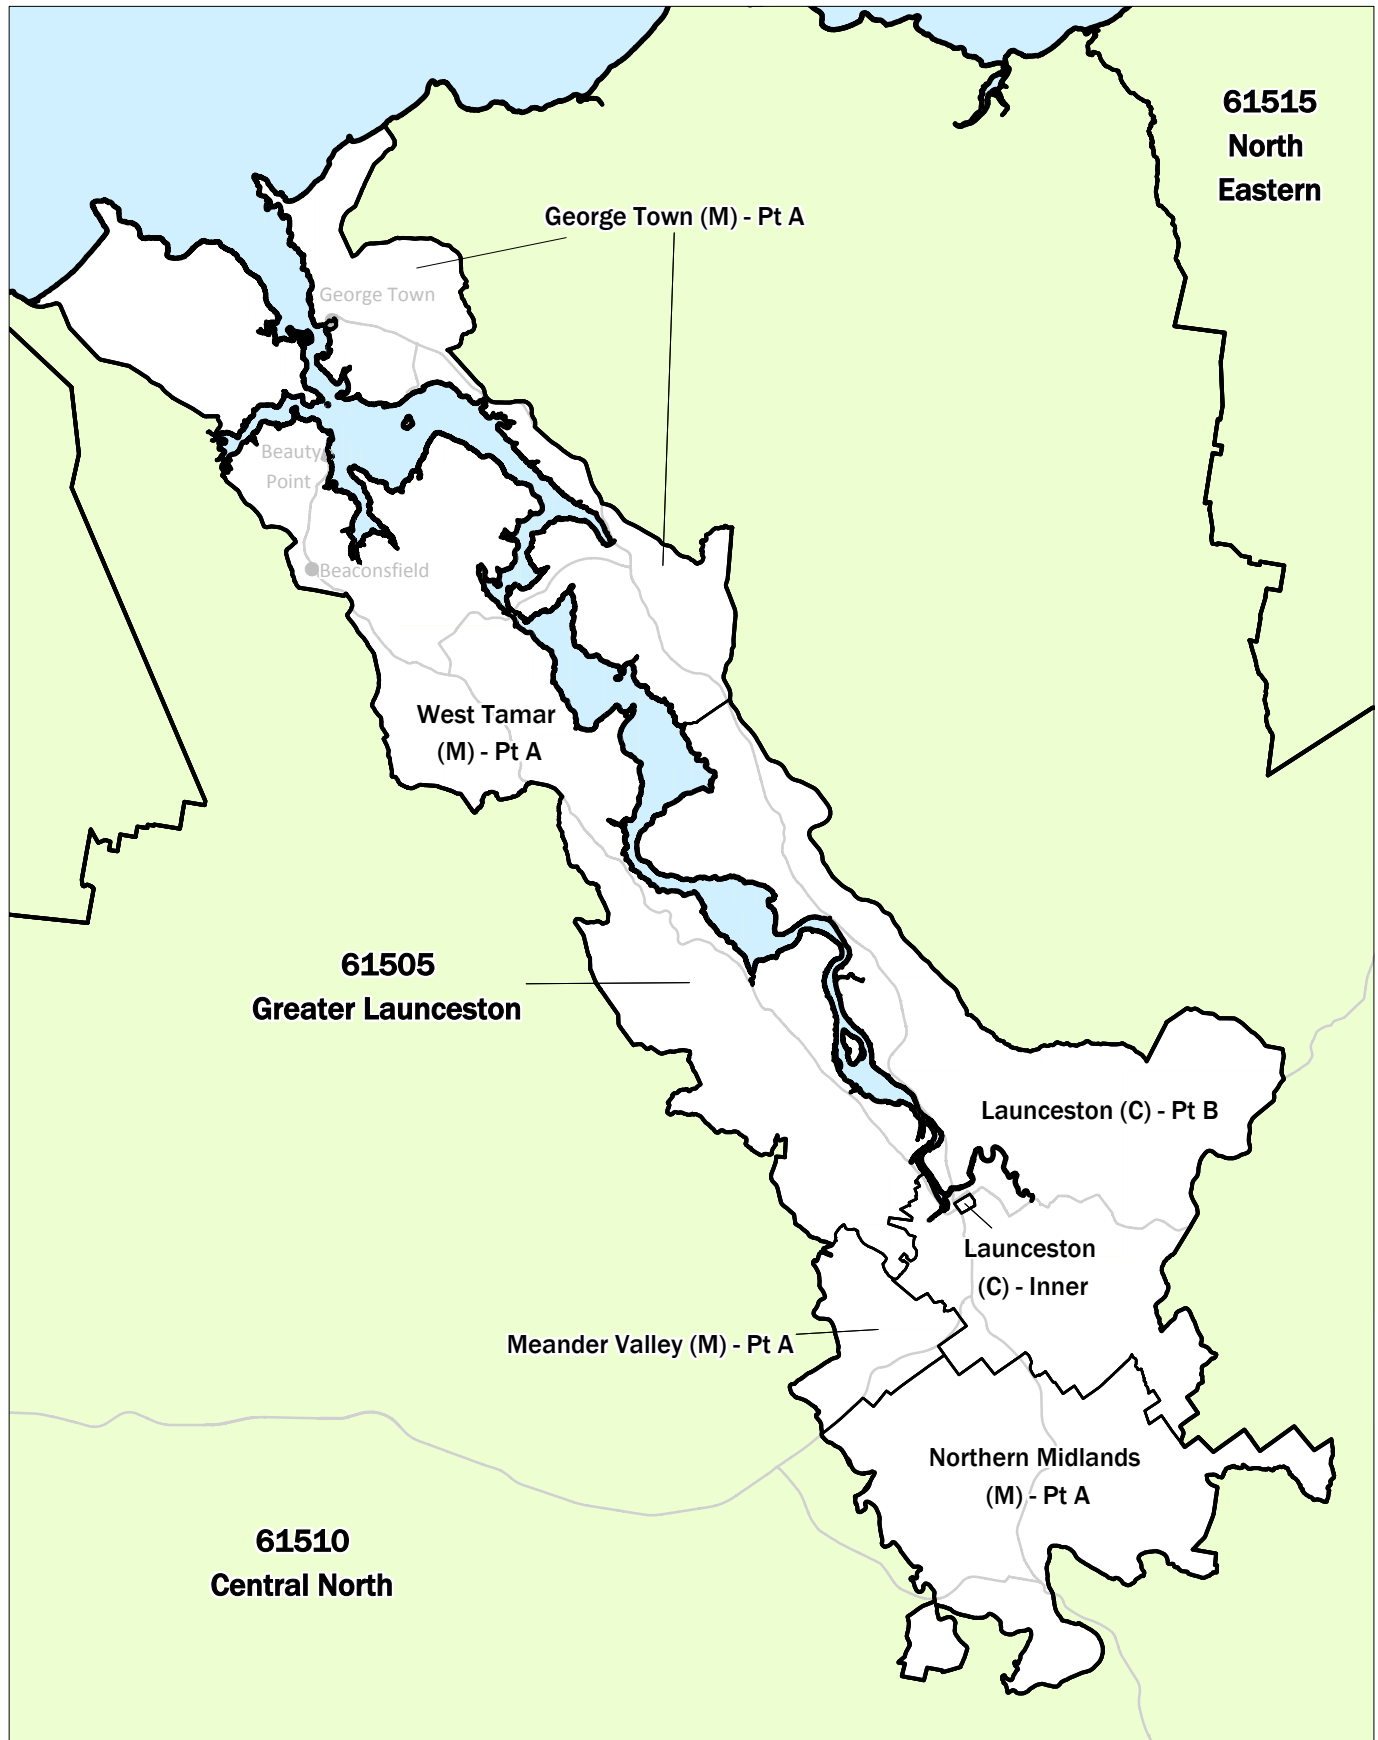 61515
North
Eastern
George Town (M) - Pt A
George Town
Beauty
Point
Beaconsfield
West Tamar
(M) - Pt A
61505
Greater Launceston
Launceston (C) - Pt B
Launceston
(C) - Inner
Meander Valley (M) - Pt A
Northern Midlands
(M) - Pt A
61510
Central North